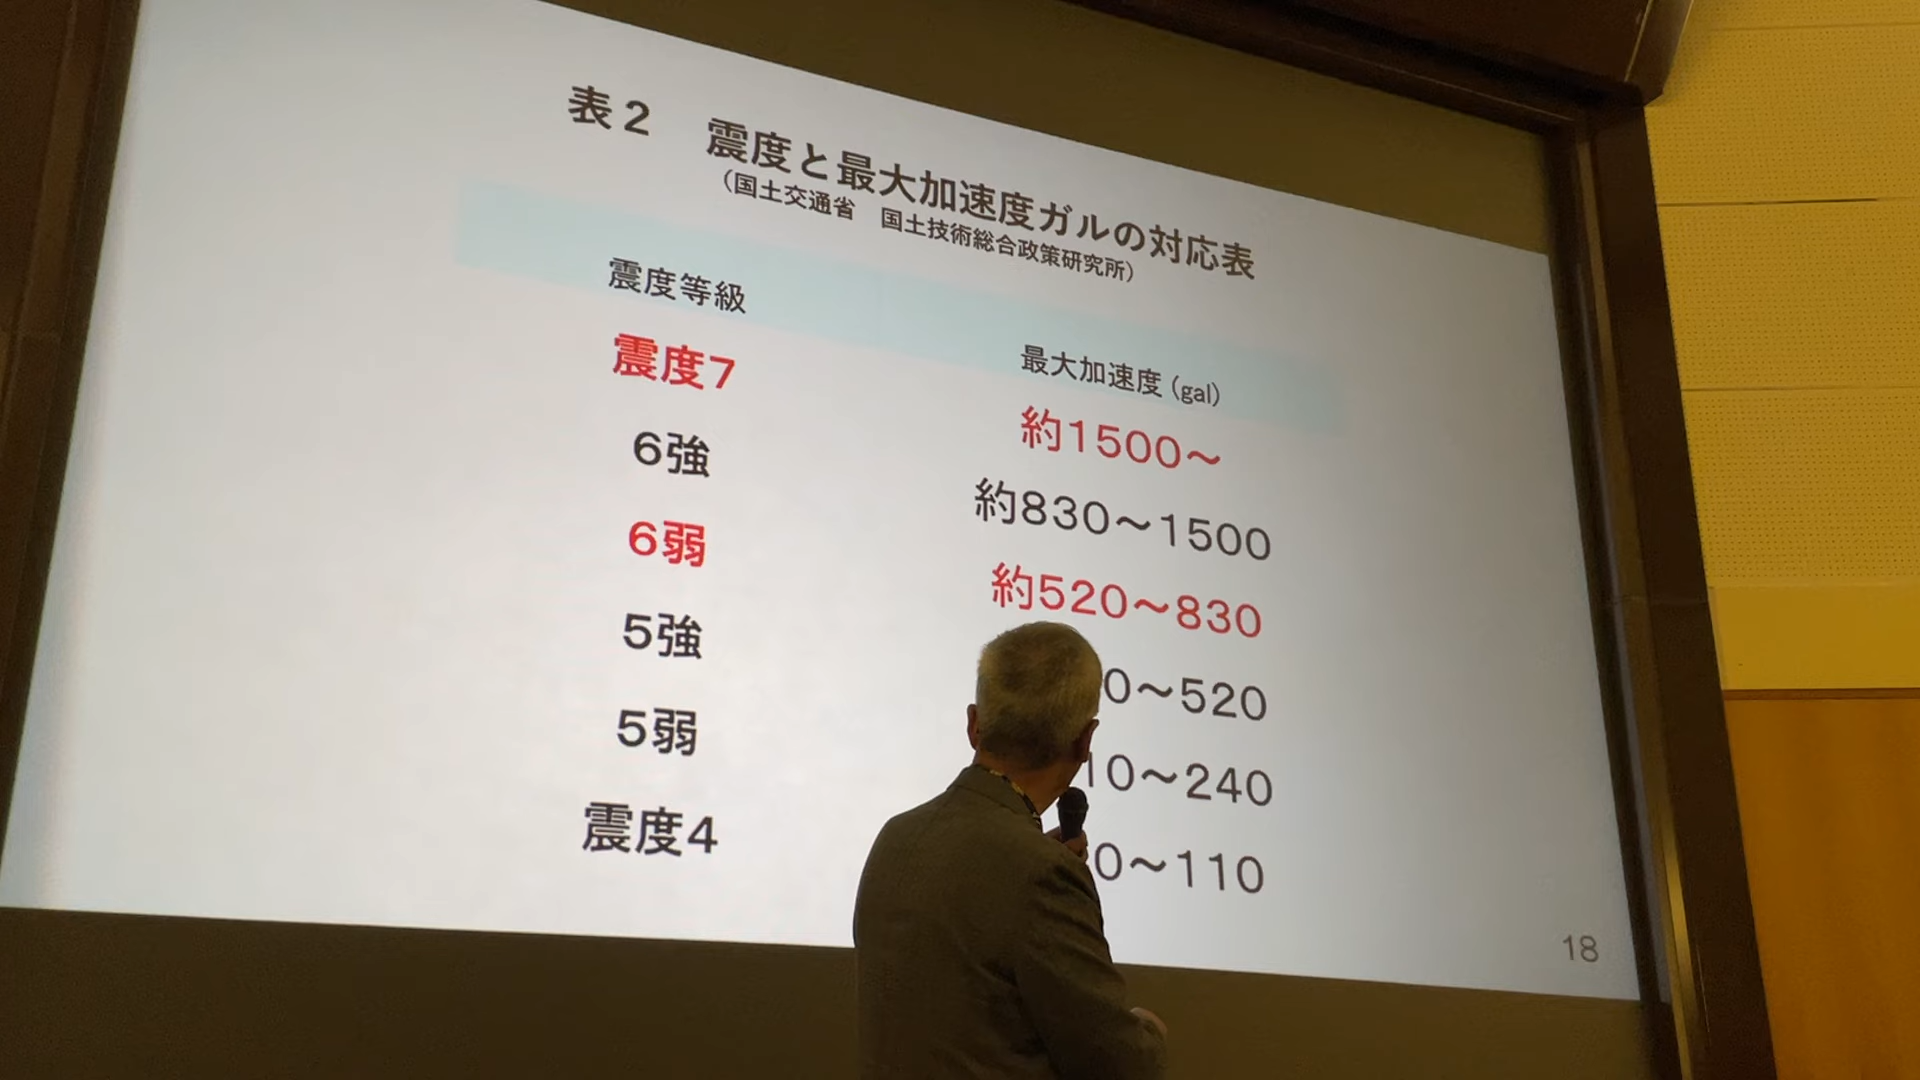 表2 震度と最大加速度ガルの対応表
(国土交通省 国土技術総合政策研究所)
震度等級 最大加速度(gal)
震度7 約1500～
6強 約830～1500
6弱 約520～830
5強 0～520
5弱 10～240
震度4 0～110
18